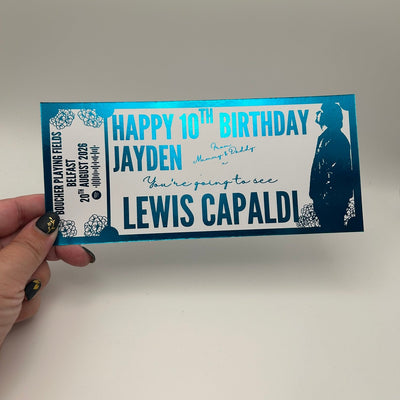 BOUCHER PLAYING FIELDS
BELFAST
20TH AUGUST 2026
HAPPY 10TH BIRTHDAY
JAYDEN
From
Mummy & Daddy
x
You're going to see
LEWIS CAPALDI